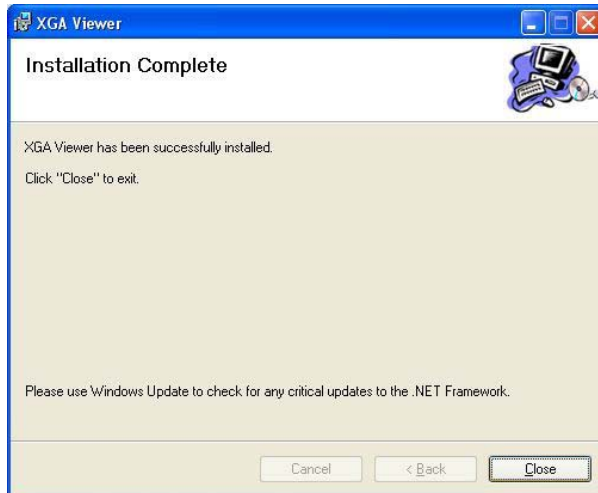 XGA Viewer
Installation Complete
XGA Viewer has been successfully installed.
Click "Close" to exit.
Please use Windows Update to check for any critical updates to the .NET Framework.
Cancel
< Back
Close